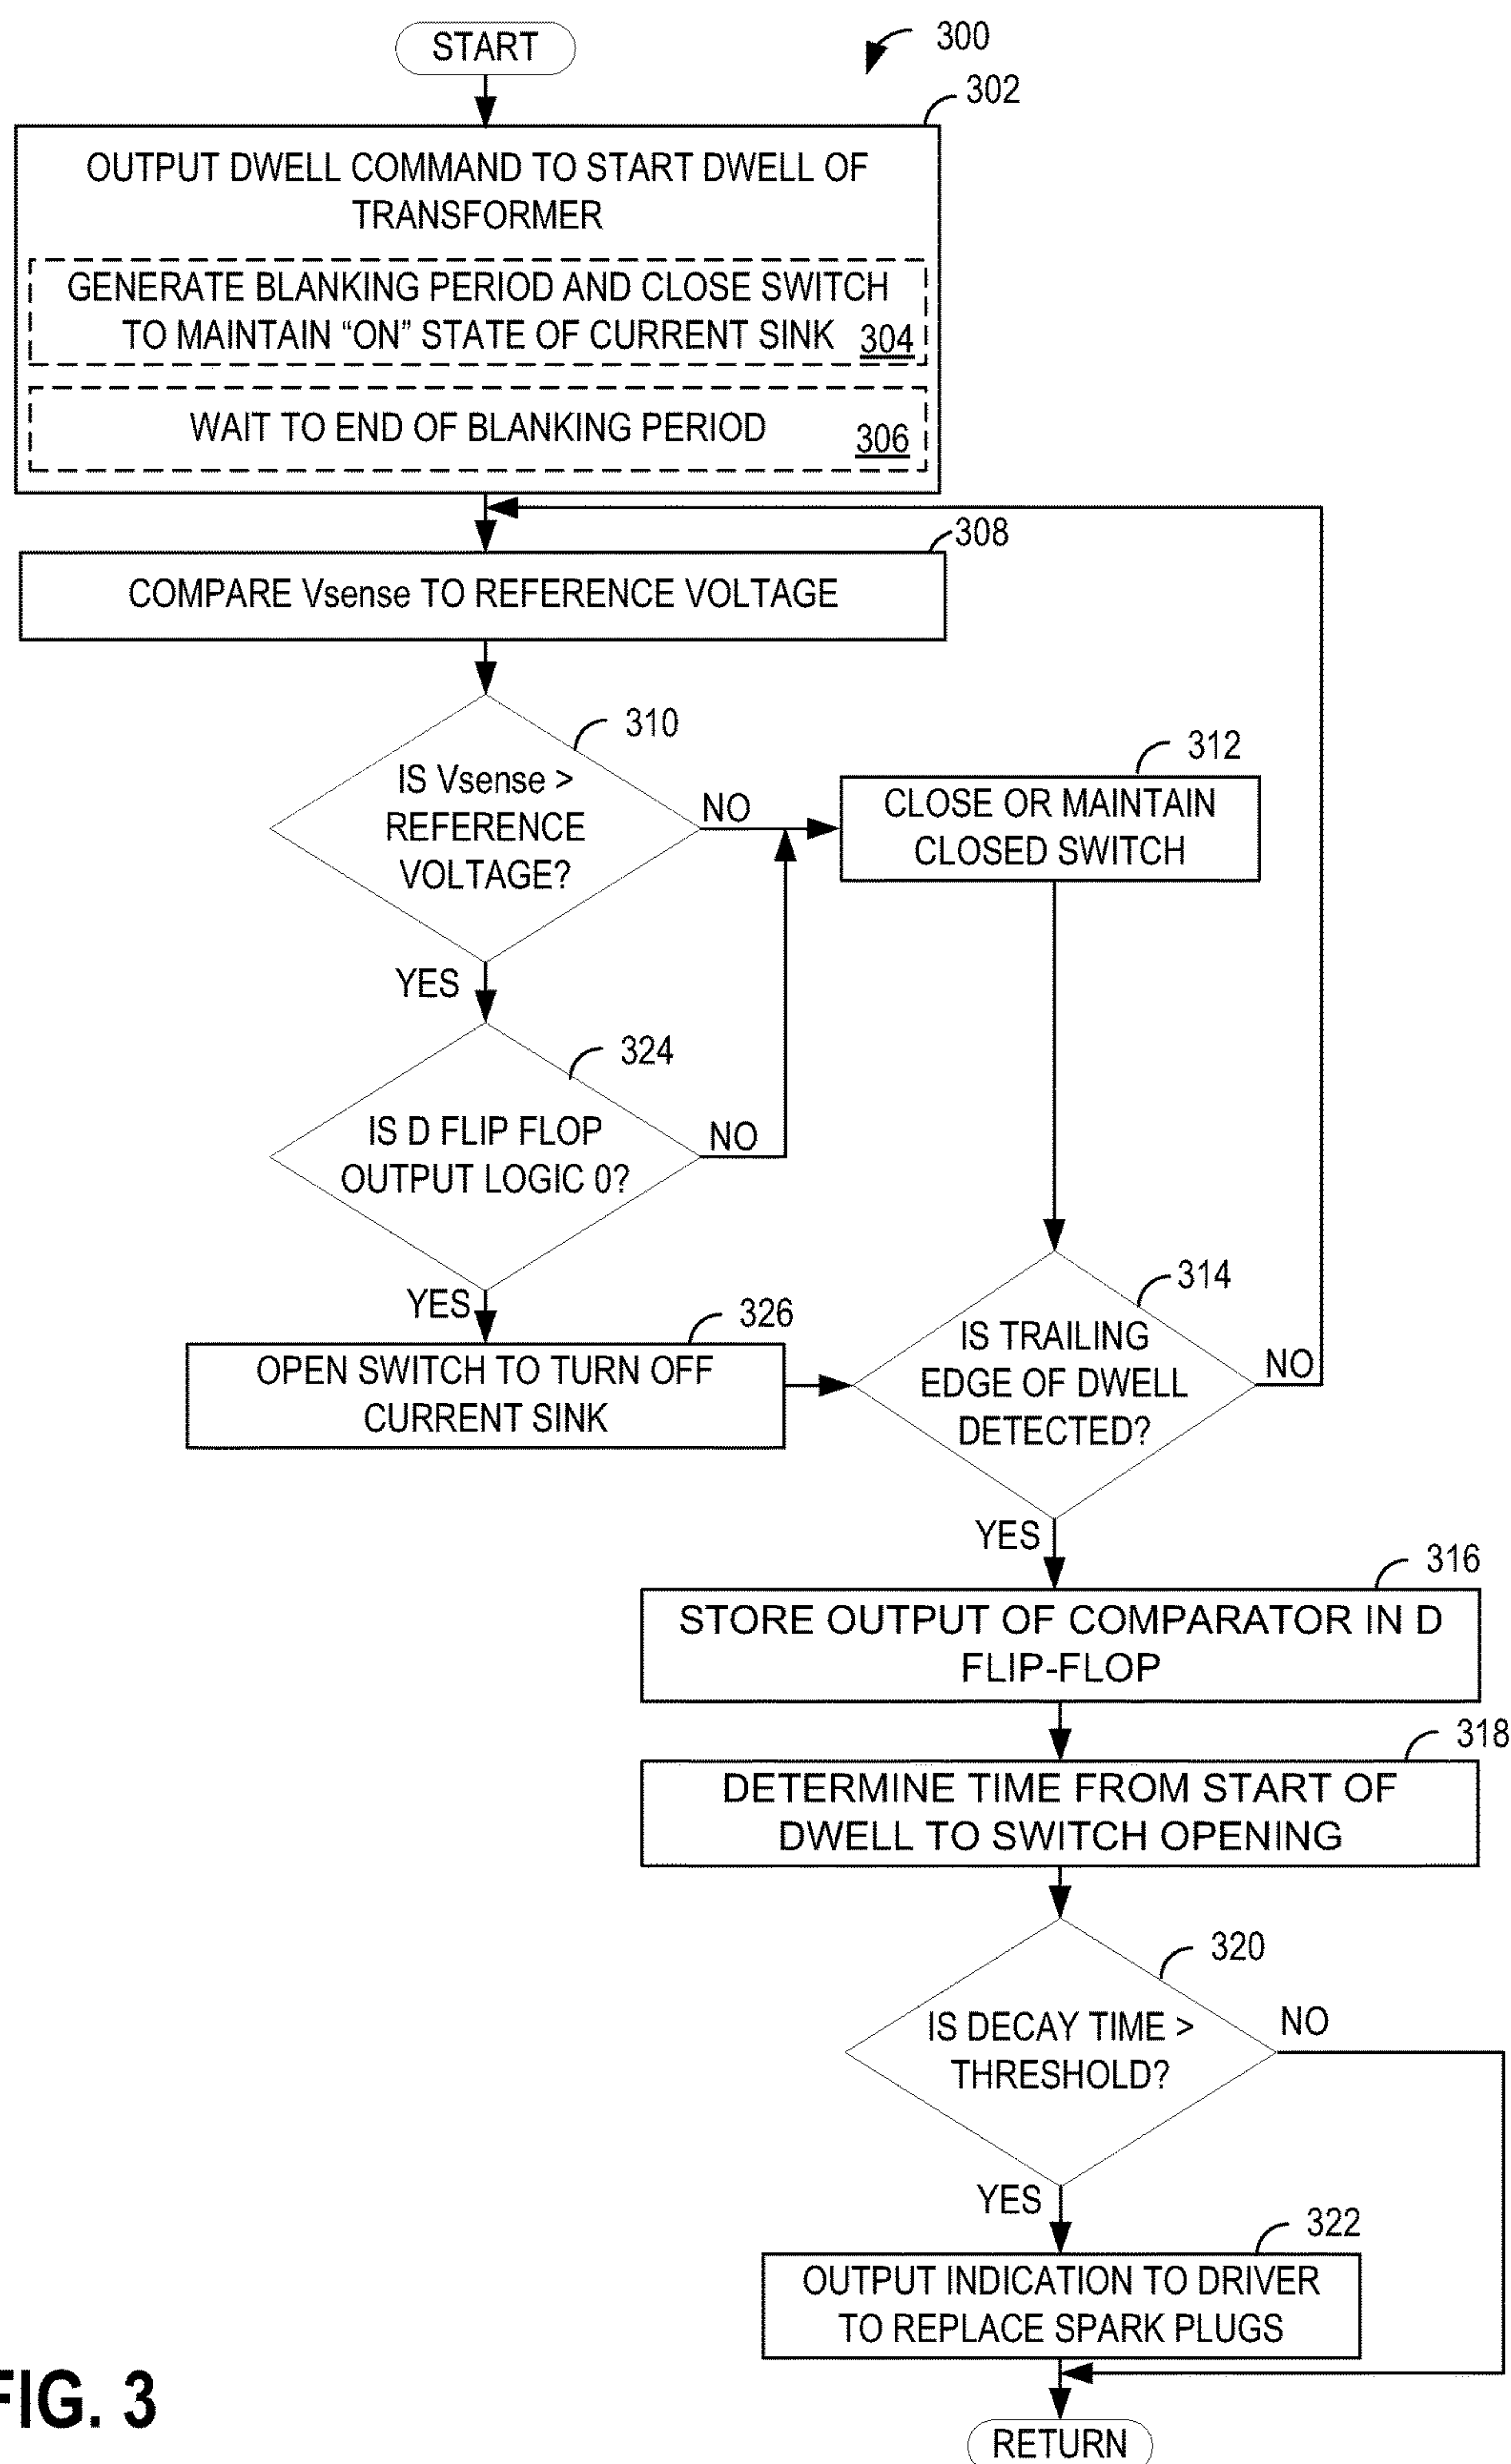 START
300
302
OUTPUT DWELL COMMAND TO START DWELL OF
TRANSFORMER
GENERATE BLANKING PERIOD AND CLOSE SWITCH
TO MAINTAIN “ON” STATE OF CURRENT SINK 304
WAIT TO END OF BLANKING PERIOD 306
308
COMPARE Vsense TO REFERENCE VOLTAGE
310
IS Vsense >
REFERENCE
VOLTAGE?
NO
YES
312
CLOSE OR MAINTAIN
CLOSED SWITCH
324
IS D FLIP FLOP
OUTPUT LOGIC 0?
NO
YES
326
OPEN SWITCH TO TURN OFF
CURRENT SINK
314
IS TRAILING
EDGE OF DWELL
DETECTED?
NO
YES
316
STORE OUTPUT OF COMPARATOR IN D
FLIP-FLOP
318
DETERMINE TIME FROM START OF
DWELL TO SWITCH OPENING
320
IS DECAY TIME >
THRESHOLD?
NO
YES
322
OUTPUT INDICATION TO DRIVER
TO REPLACE SPARK PLUGS
RETURN
FIG. 3